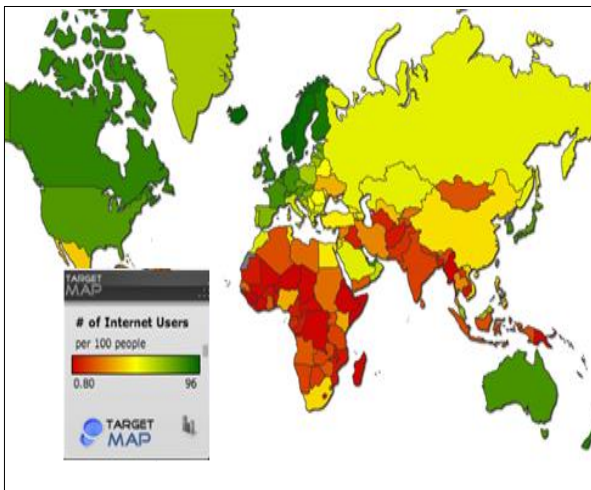 TARGET
MAP
# of Internet Users
per 100 people
0.80 96
TARGET
MAP